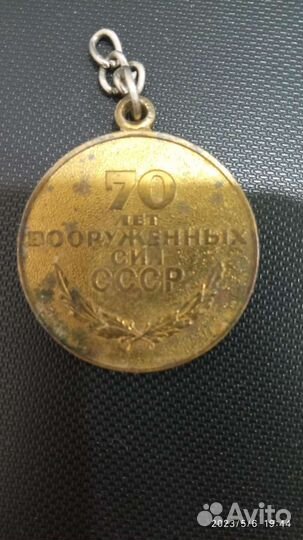 70
ЛЕТ
ВООРУЖЕННЫХ
СИЛ
СССР
2023/5/6 19:44
Avito